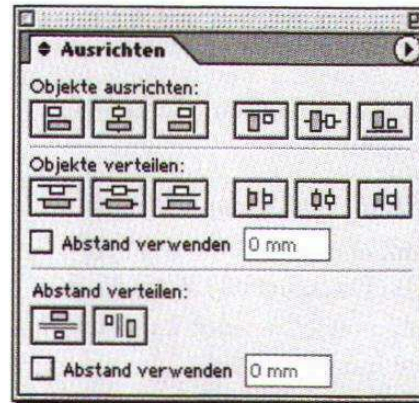 Ausrichten
Objekte ausrichten:
Objekte verteilen:
Abstand verwenden 0 mm
Abstand verteilen:
Abstand verwenden 0 mm